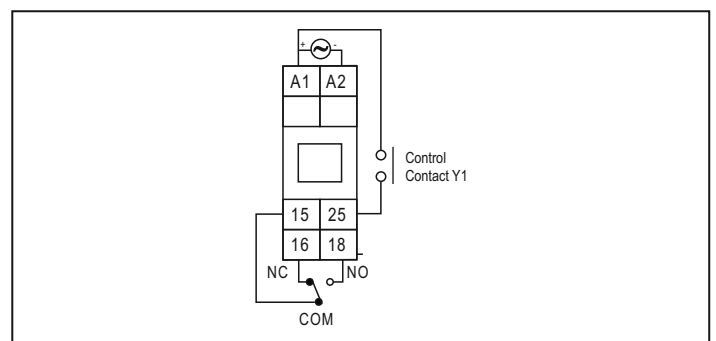 + -
A1 A2
Control
Contact Y1
15 25
16 18
NC NO
COM